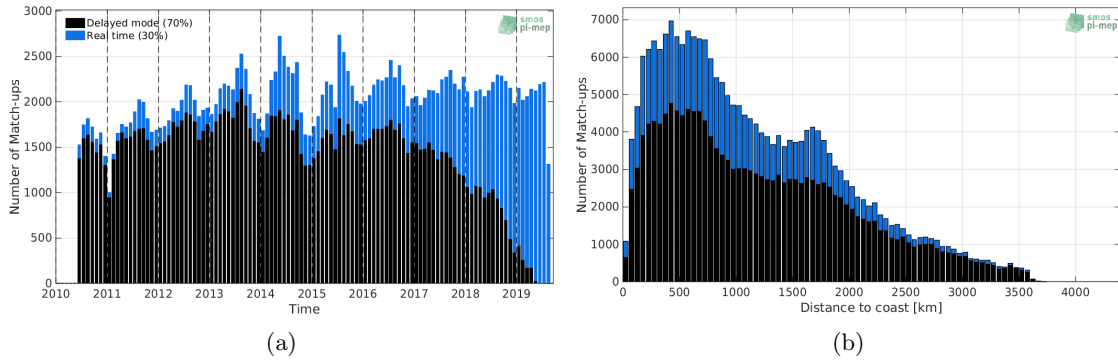 3000
2500
2000
1500
1000
500
0
Number of Match-ups
Delayed mode (70%)
Real time (30%)
smos
pi-mep
2010 2011 2012 2013 2014 2015 2016 2017 2018 2019
Time
(a)
7000
6000
5000
4000
3000
2000
1000
0
Number of Match-ups
smos
pi-mep
0 500 1000 1500 2000 2500 3000 3500 4000
Distance to coast [km]
(b)